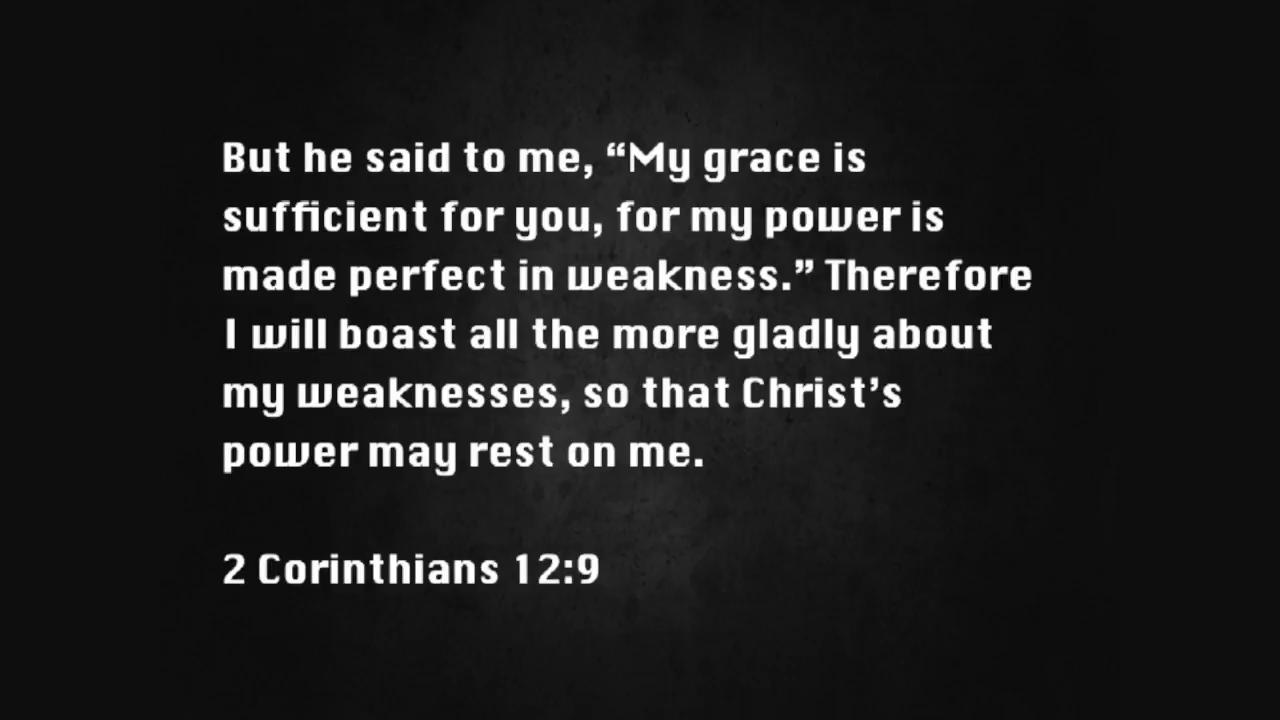 But he said to me, “My grace is
sufficient for you, for my power is
made perfect in weakness.” Therefore
I will boast all the more gladly about
my weaknesses, so that Christ’s
power may rest on me.
2 Corinthians 12:9